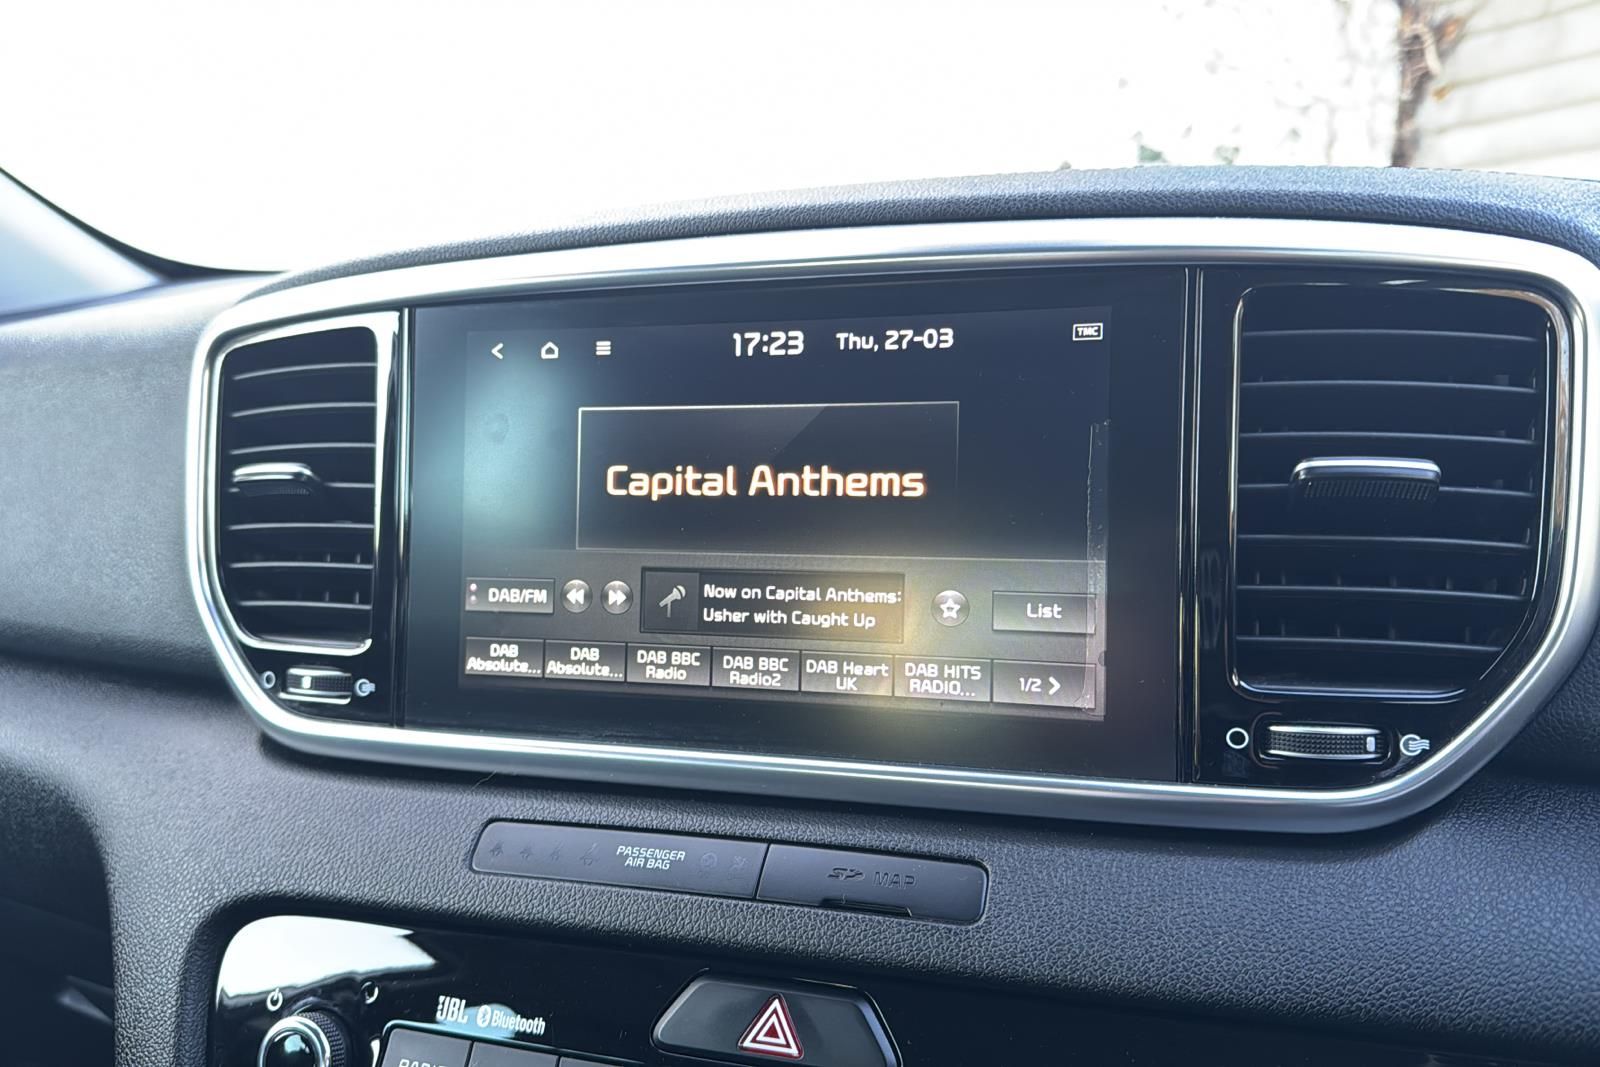 17:23 Thu, 27-03 TMC
Capital Anthems
DAB/FM
Now on Capital Anthems:
Usher with Caught Up
List
DAB
Absolute...
DAB
Absolute...
DAB BBC
Radio
DAB BBC
Radio2
DAB Heart
UK
DAB HITS
RADIO...
1/2
PASSENGER
AIR BAG
SD MAP
JBL Bluetooth